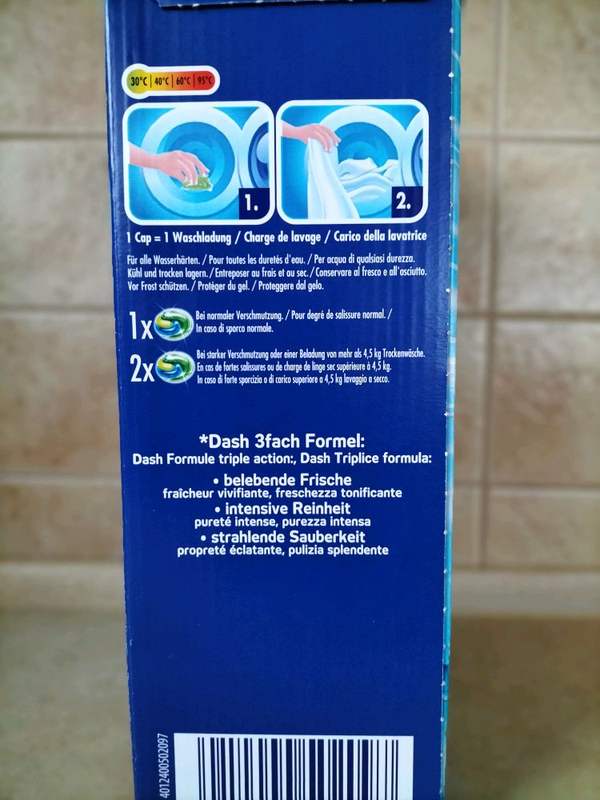 30°C | 40°C | 60°C | 95°C
1.
2.
1 Cap = 1 Waschladung / Charge de lavage / Carico della lavatrice
Für alle Wasserhärten. / Pour toutes les duretés d'eau. / Per acqua di qualsiasi durezza.
Kühl und trocken lagern. / Entreposer au frais et au sec. / Conservare al fresco e all'asciutto.
Vor Frost schützen. / Protéger du gel. / Proteggere dal gelo.
1x
Bei normaler Verschmutzung. / Pour degré de salissure normal. /
In caso di sporco normale.
2x
Bei starker Verschmutzung oder einer Beladung von mehr als 4,5 kg Trockenwäsche.
En cas de fortes salissures ou de charge de linge sec supérieure à 4,5 kg.
In caso di forte sporcizia o di carico superiore a 4,5 kg lavaggio a secco.
*Dash 3fach Formel:
Dash Formule triple action:, Dash Triplice formula:
• belebende Frische
fraîcheur vivifiante, freschezza tonificante
• intensive Reinheit
pureté intense, purezza intensa
• strahlende Sauberkeit
propreté éclatante, pulizia splendente
4012400502097